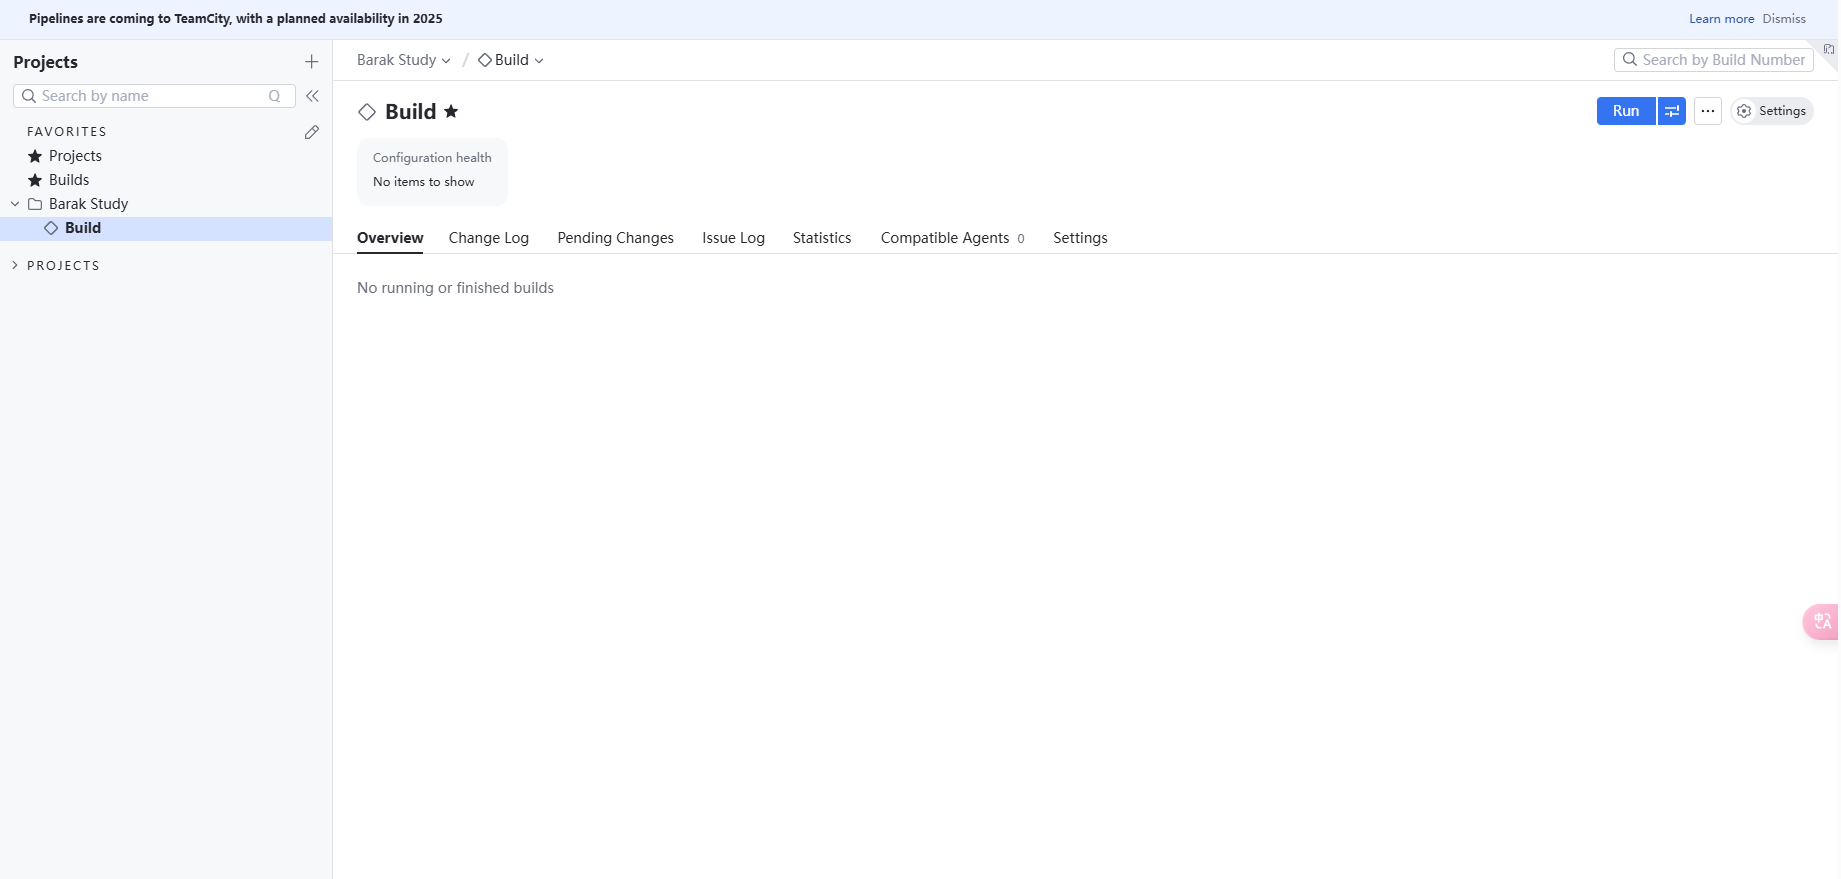 Pipelines are coming to TeamCity, with a planned availability in 2025
Learn more Dismiss
Projects
Search by name Q
FAVORITES
Projects
Builds
Barak Study
Build
PROJECTS
Barak Study / Build
Search by Build Number
Build
Run
Settings
Configuration health
No items to show
Overview Change Log Pending Changes Issue Log Statistics Compatible Agents 0 Settings
No running or finished builds
中A